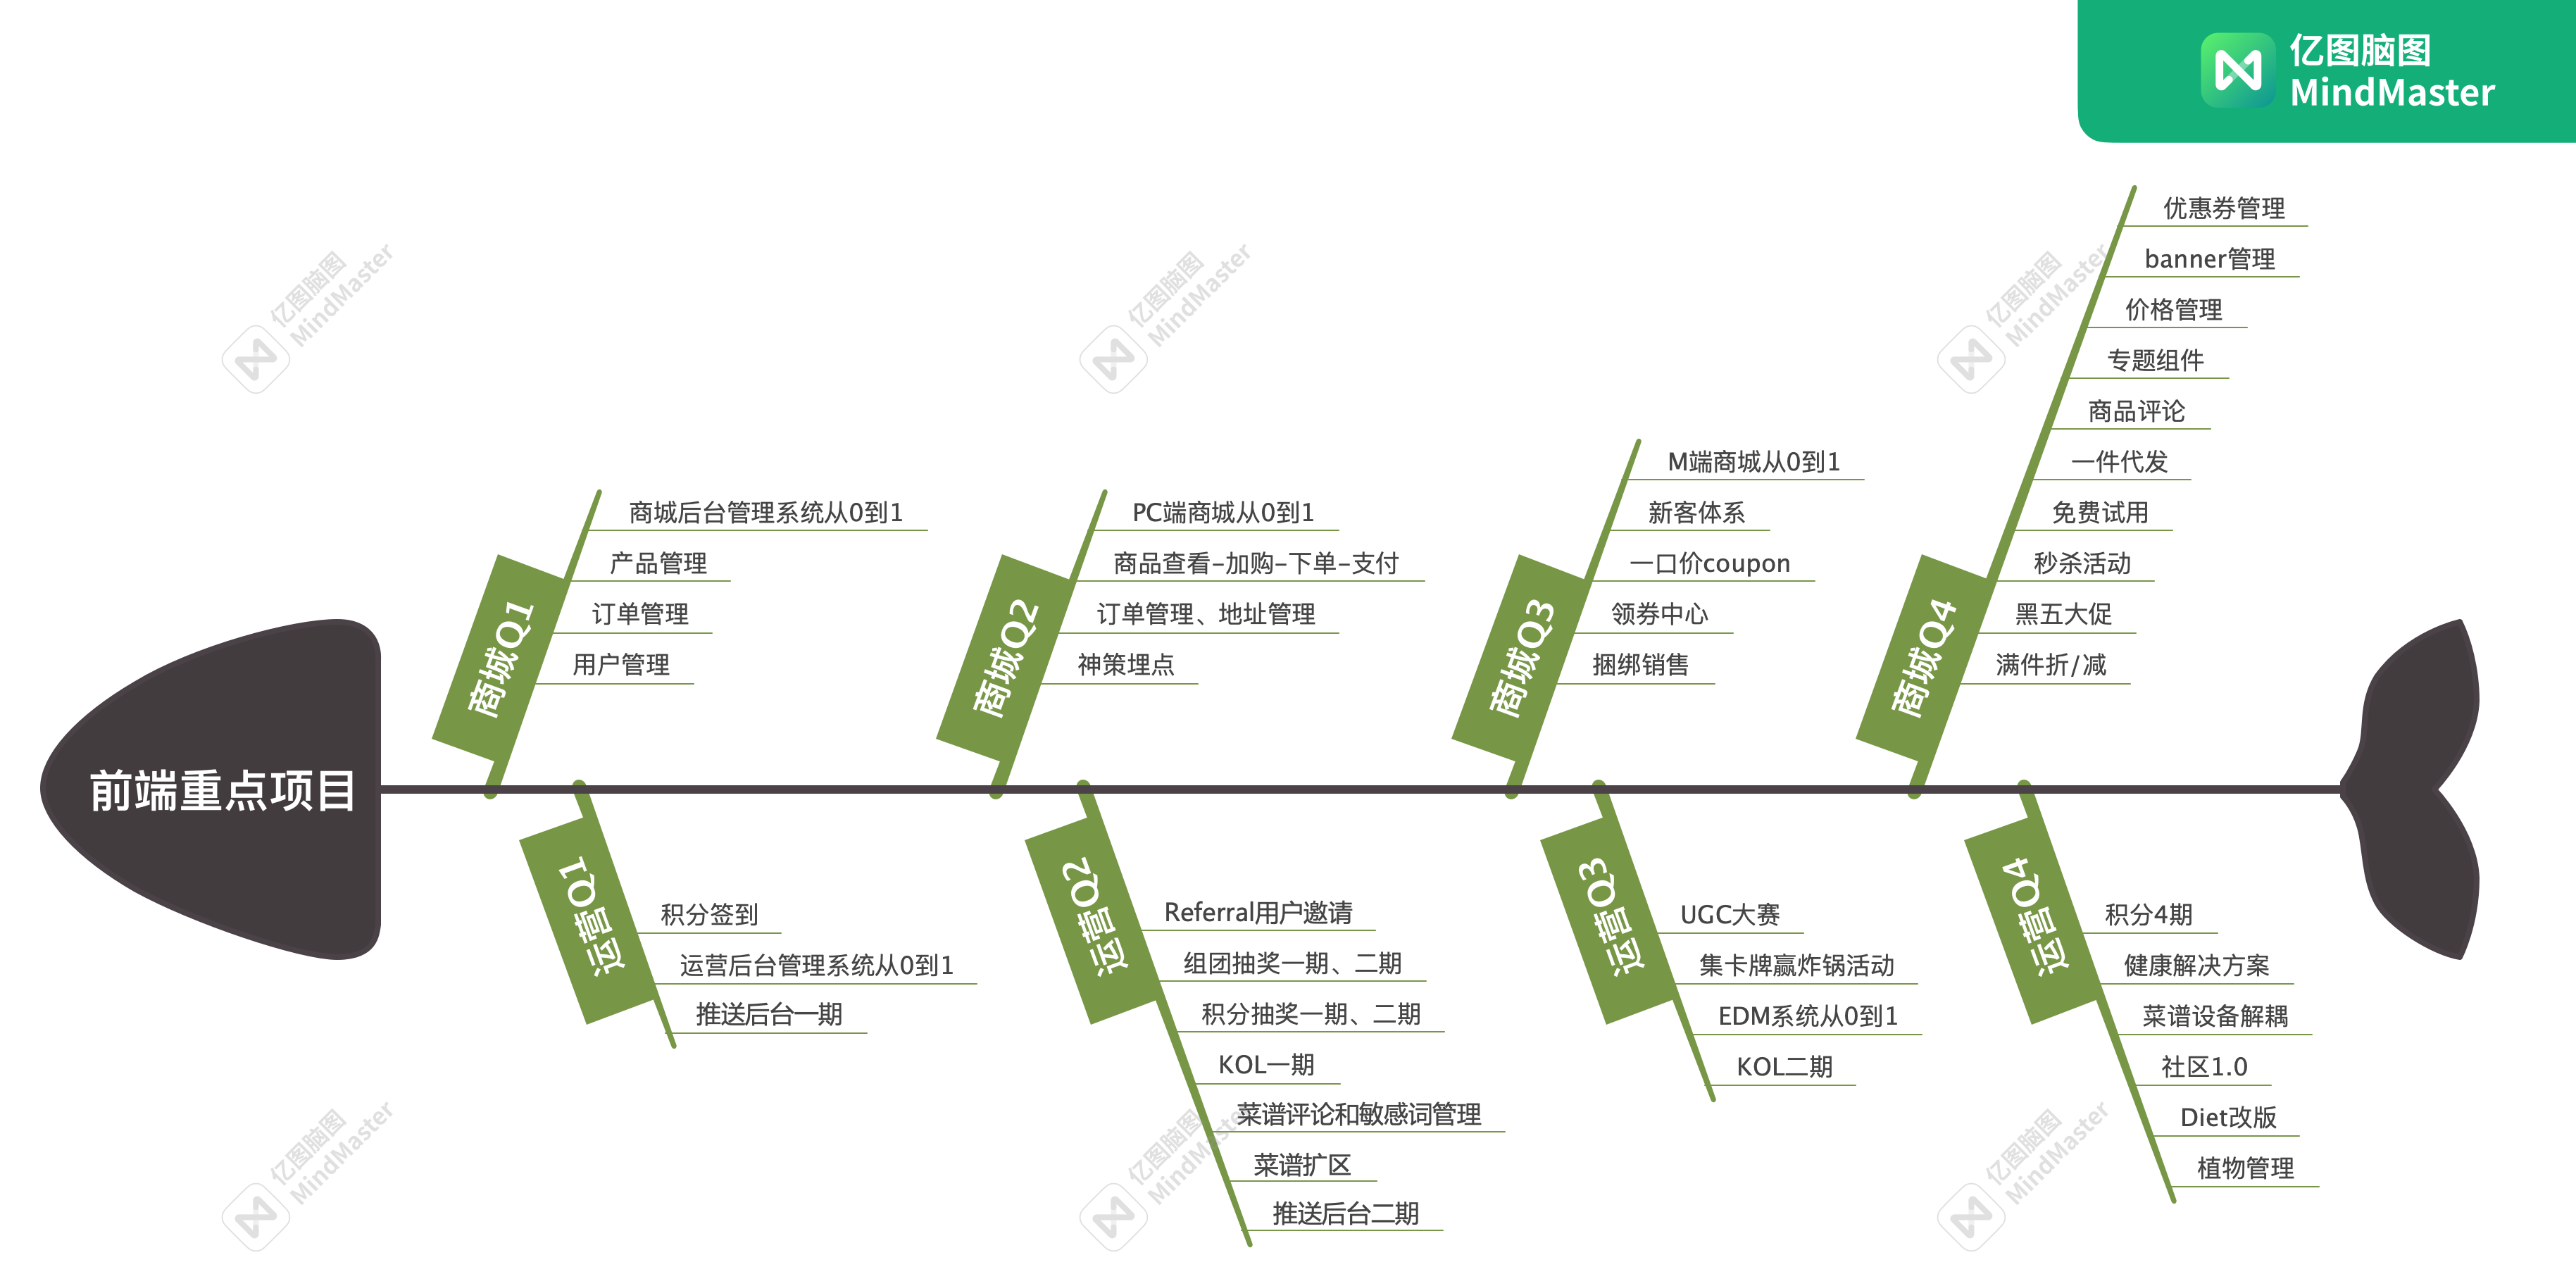 亿图脑图
MindMaster
前端重点项目
商城Q1
商城后台管理系统从0到1
产品管理
订单管理
用户管理
商城Q2
PC端商城从0到1
商品查看-加购-下单-支付
订单管理、地址管理
神策埋点
商城Q3
M端商城从0到1
新客体系
一口价coupon
领券中心
捆绑销售
商城Q4
优惠券管理
banner管理
价格管理
专题组件
商品评论
一件代发
免费试用
秒杀活动
黑五大促
满件折/减
运营Q1
积分签到
运营后台管理系统从0到1
推送后台一期
运营Q2
Referral用户邀请
组团抽奖一期、二期
积分抽奖一期、二期
KOL一期
菜谱评论和敏感词管理
菜谱扩区
推送后台二期
运营Q3
UGC大赛
集卡牌赢炸锅活动
EDM系统从0到1
KOL二期
运营Q4
积分4期
健康解决方案
菜谱设备解耦
社区1.0
Diet改版
植物管理
亿图脑图
MindMaster
亿图脑图
MindMaster
亿图脑图
MindMaster
亿图脑图
MindMaster
亿图脑图
MindMaster
亿图脑图
MindMaster